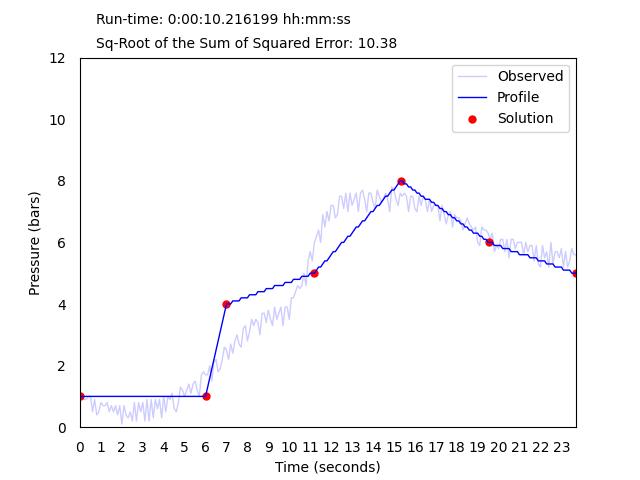 Run-time: 0:00:10.216199 hh:mm:ss
Sq-Root of the Sum of Squared Error: 10.38
12
10
8
6
4
2
0
Pressure (bars)
Observed
Profile
Solution
0 1 2 3 4 5 6 7 8 9 10 11 12 13 14 15 16 17 18 19 20 21 22 23
Time (seconds)